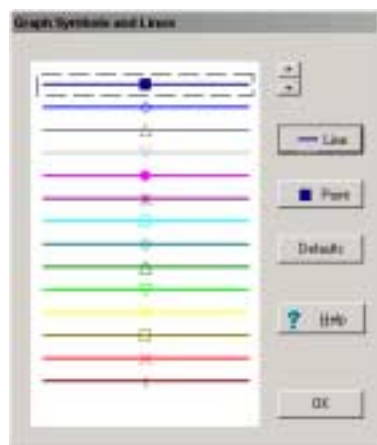 Graph Symbols and Lines
Line
Point
Defaults
? Help
OK